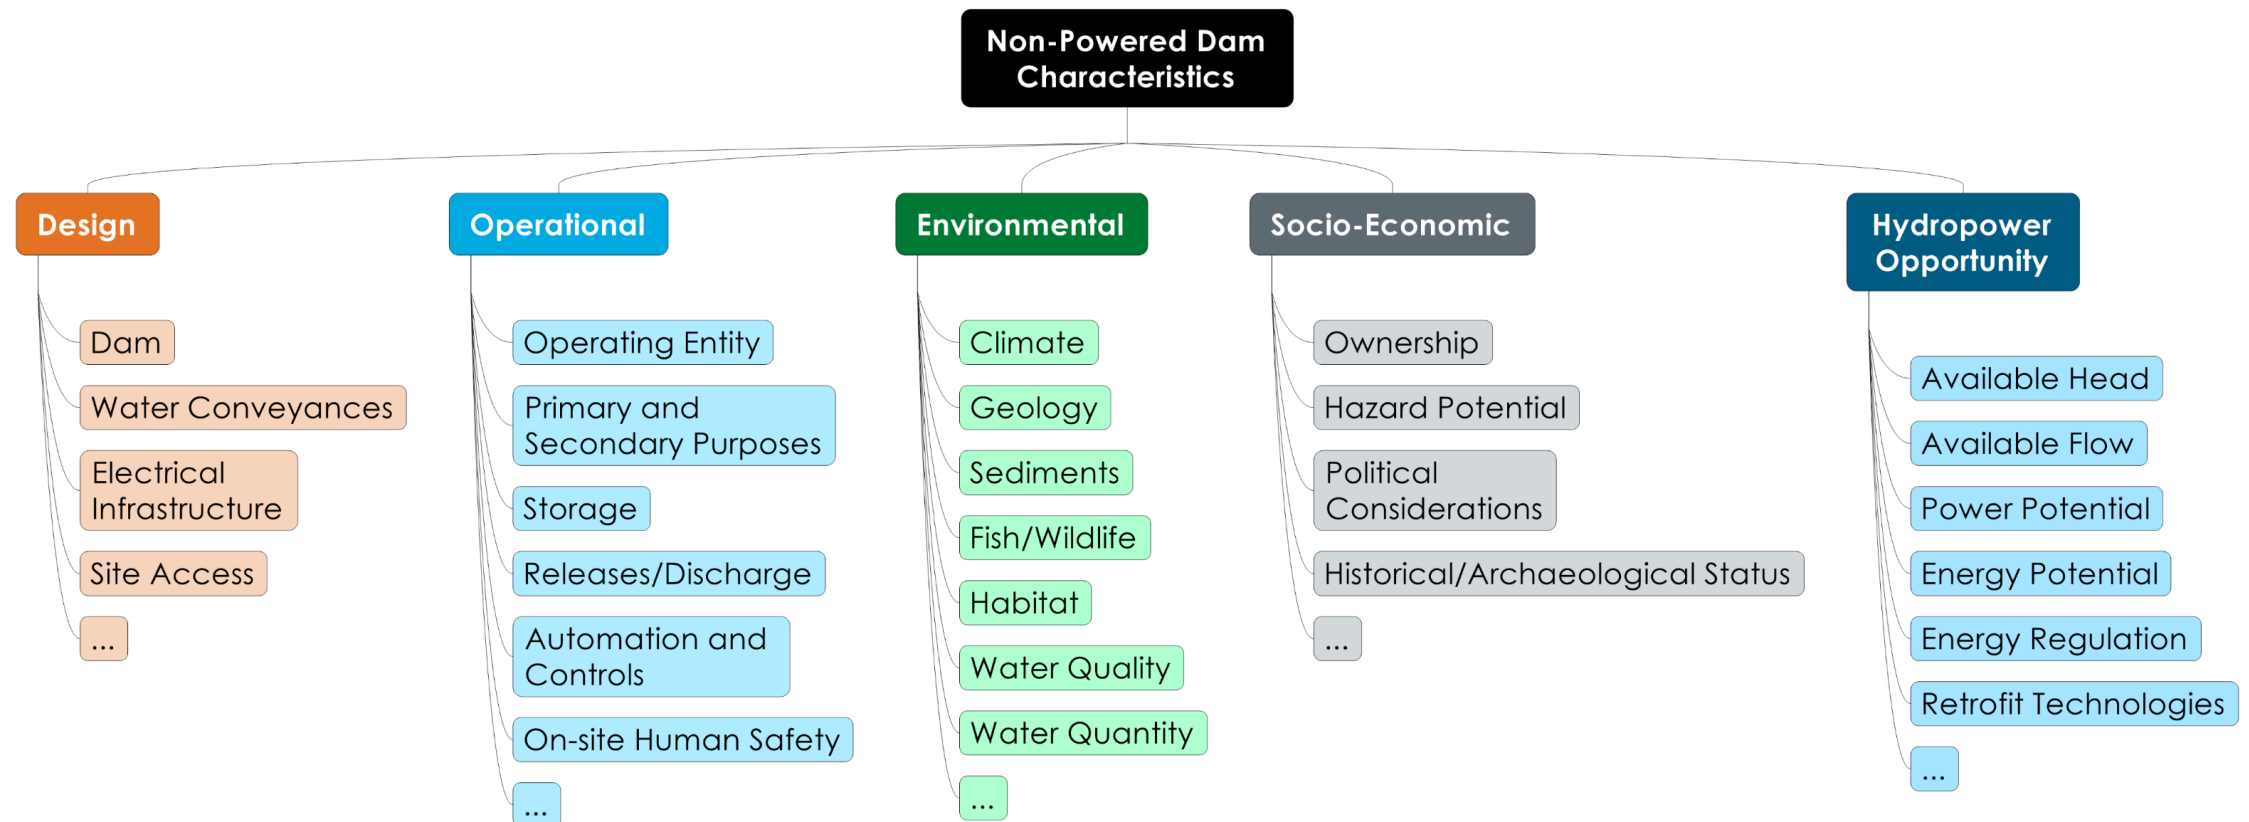 Non-Powered Dam
Characteristics
Design
Dam
Water Conveyances
Electrical
Infrastructure
Site Access
...
Operational
Operating Entity
Primary and
Secondary Purposes
Storage
Releases/Discharge
Automation and
Controls
On-site Human Safety
...
Environmental
Climate
Geology
Sediments
Fish/Wildlife
Habitat
Water Quality
Water Quantity
...
Socio-Economic
Ownership
Hazard Potential
Political
Considerations
Historical/Archaeological Status
...
Hydropower
Opportunity
Available Head
Available Flow
Power Potential
Energy Potential
Energy Regulation
Retrofit Technologies
...